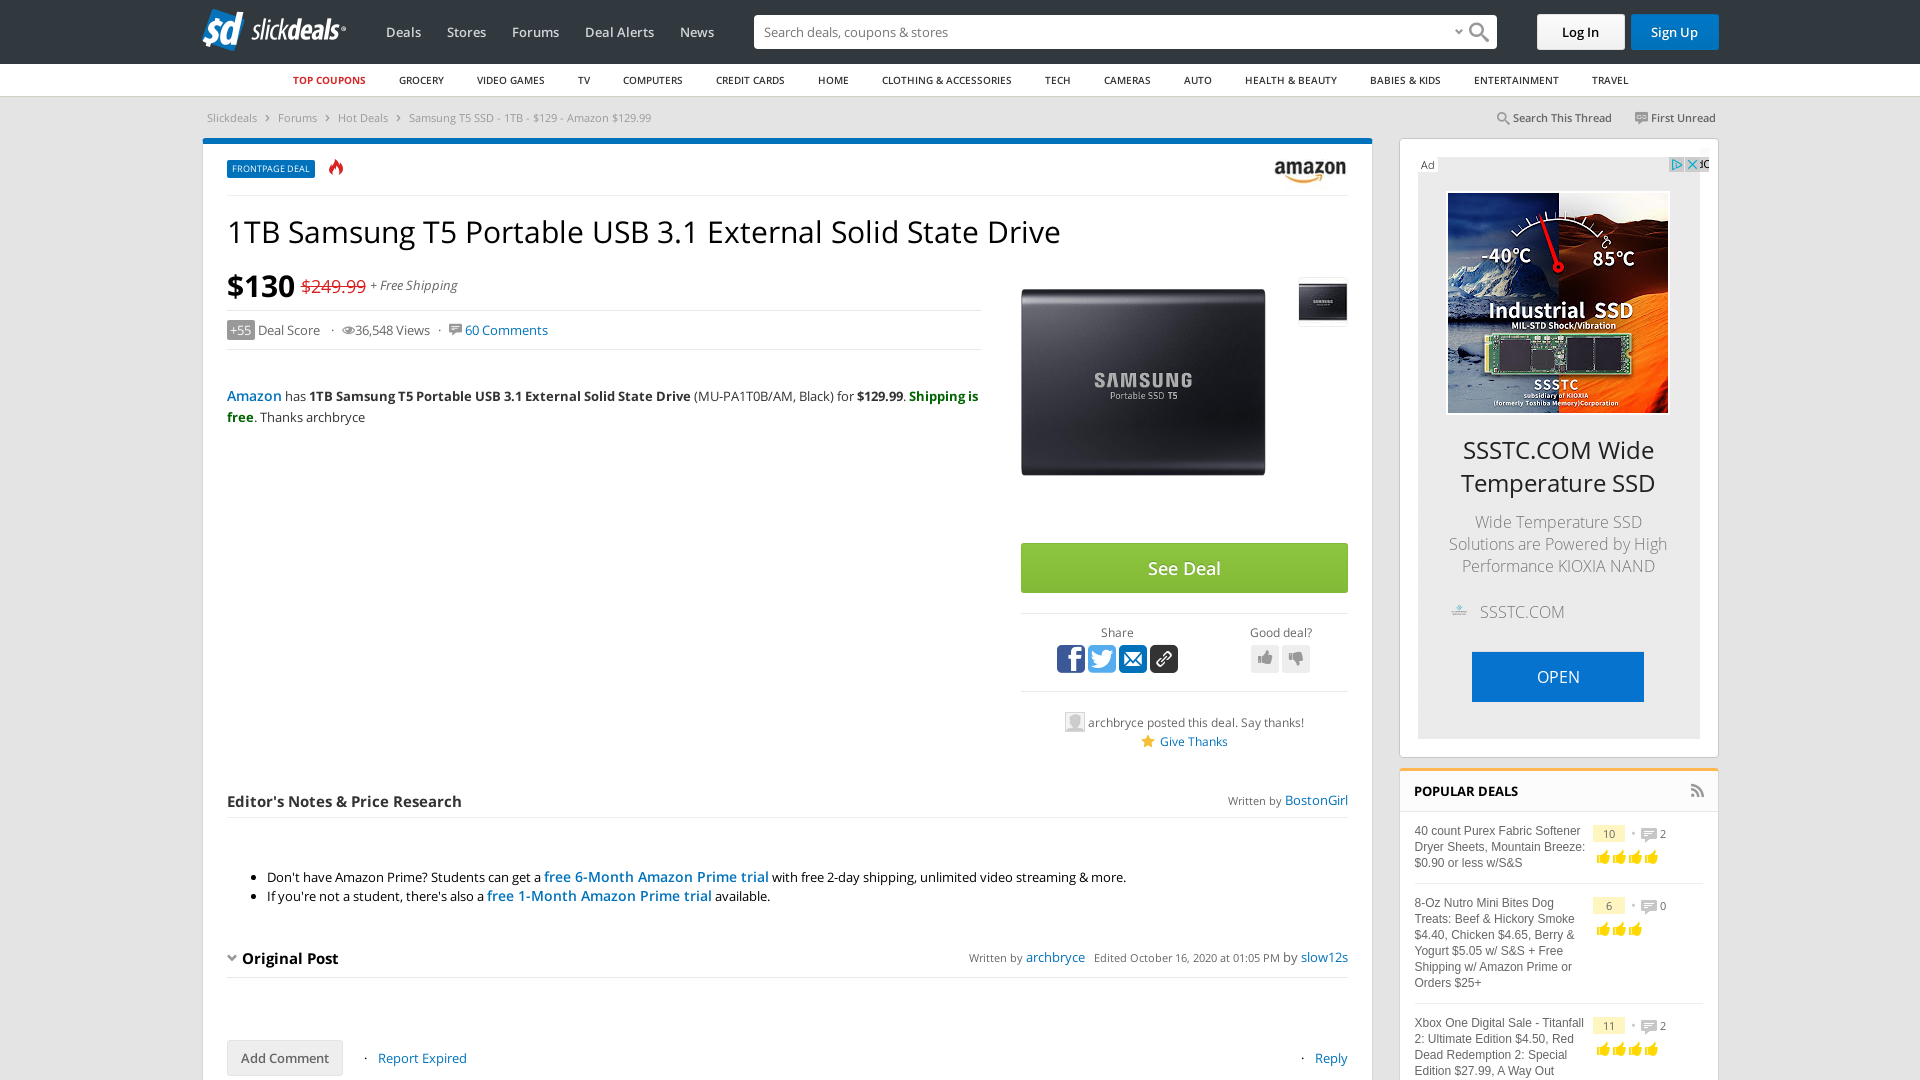 slickdeals
Deals
Stores
Forums
Deal Alerts
News
Search deals, coupons & stores
Log In
Sign Up
TOP COUPONS
GROCERY
VIDEO GAMES
TV
COMPUTERS
CREDIT CARDS
HOME
CLOTHING & ACCESSORIES
TECH
CAMERAS
AUTO
HEALTH & BEAUTY
BABIES & KIDS
ENTERTAINMENT
TRAVEL
Slickdeals › Forums › Hot Deals › Samsung T5 SSD - 1TB - $129 - Amazon $129.99
Search This Thread
First Unread
FRONTPAGE DEAL
amazon
1TB Samsung T5 Portable USB 3.1 External Solid State Drive
$130 $249.99 + Free Shipping
+55 Deal Score · 36,548 Views · 60 Comments
Amazon has 1TB Samsung T5 Portable USB 3.1 External Solid State Drive (MU-PA1T0B/AM, Black) for $129.99. Shipping is
free. Thanks archbryce
SAMSUNG
Portable SSD T5
SAMSUNG
See Deal
Share
Good deal?
archbryce posted this deal. Say thanks!
Give Thanks
Editor's Notes & Price Research
Written by BostonGirl
• Don't have Amazon Prime? Students can get a free 6-Month Amazon Prime trial with free 2-day shipping, unlimited video streaming & more.
• If you're not a student, there's also a free 1-Month Amazon Prime trial available.
Original Post
Written by archbryce Edited October 16, 2020 at 01:05 PM by slow12s
Add Comment
· Report Expired
· Reply
Ad
-40°C
85°C
Industrial SSD
MIL-STD Shock/Vibration
SSSTC
subsidiary of KIOXIA
(formerly Toshiba Memory)Corporation
SSSTC.COM Wide
Temperature SSD
Wide Temperature SSD
Solutions are Powered by High
Performance KIOXIA NAND
SSSTC.COM
OPEN
POPULAR DEALS
40 count Purex Fabric Softener
Dryer Sheets, Mountain Breeze:
$0.90 or less w/S&S
10 • 2
8-Oz Nutro Mini Bites Dog
Treats: Beef & Hickory Smoke
$4.40, Chicken $4.65, Berry &
Yogurt $5.05 w/ S&S + Free
Shipping w/ Amazon Prime or
Orders $25+
6 • 0
Xbox One Digital Sale - Titanfall
2: Ultimate Edition $4.50, Red
Dead Redemption 2: Special
Edition $27.99, A Way Out
11 • 2